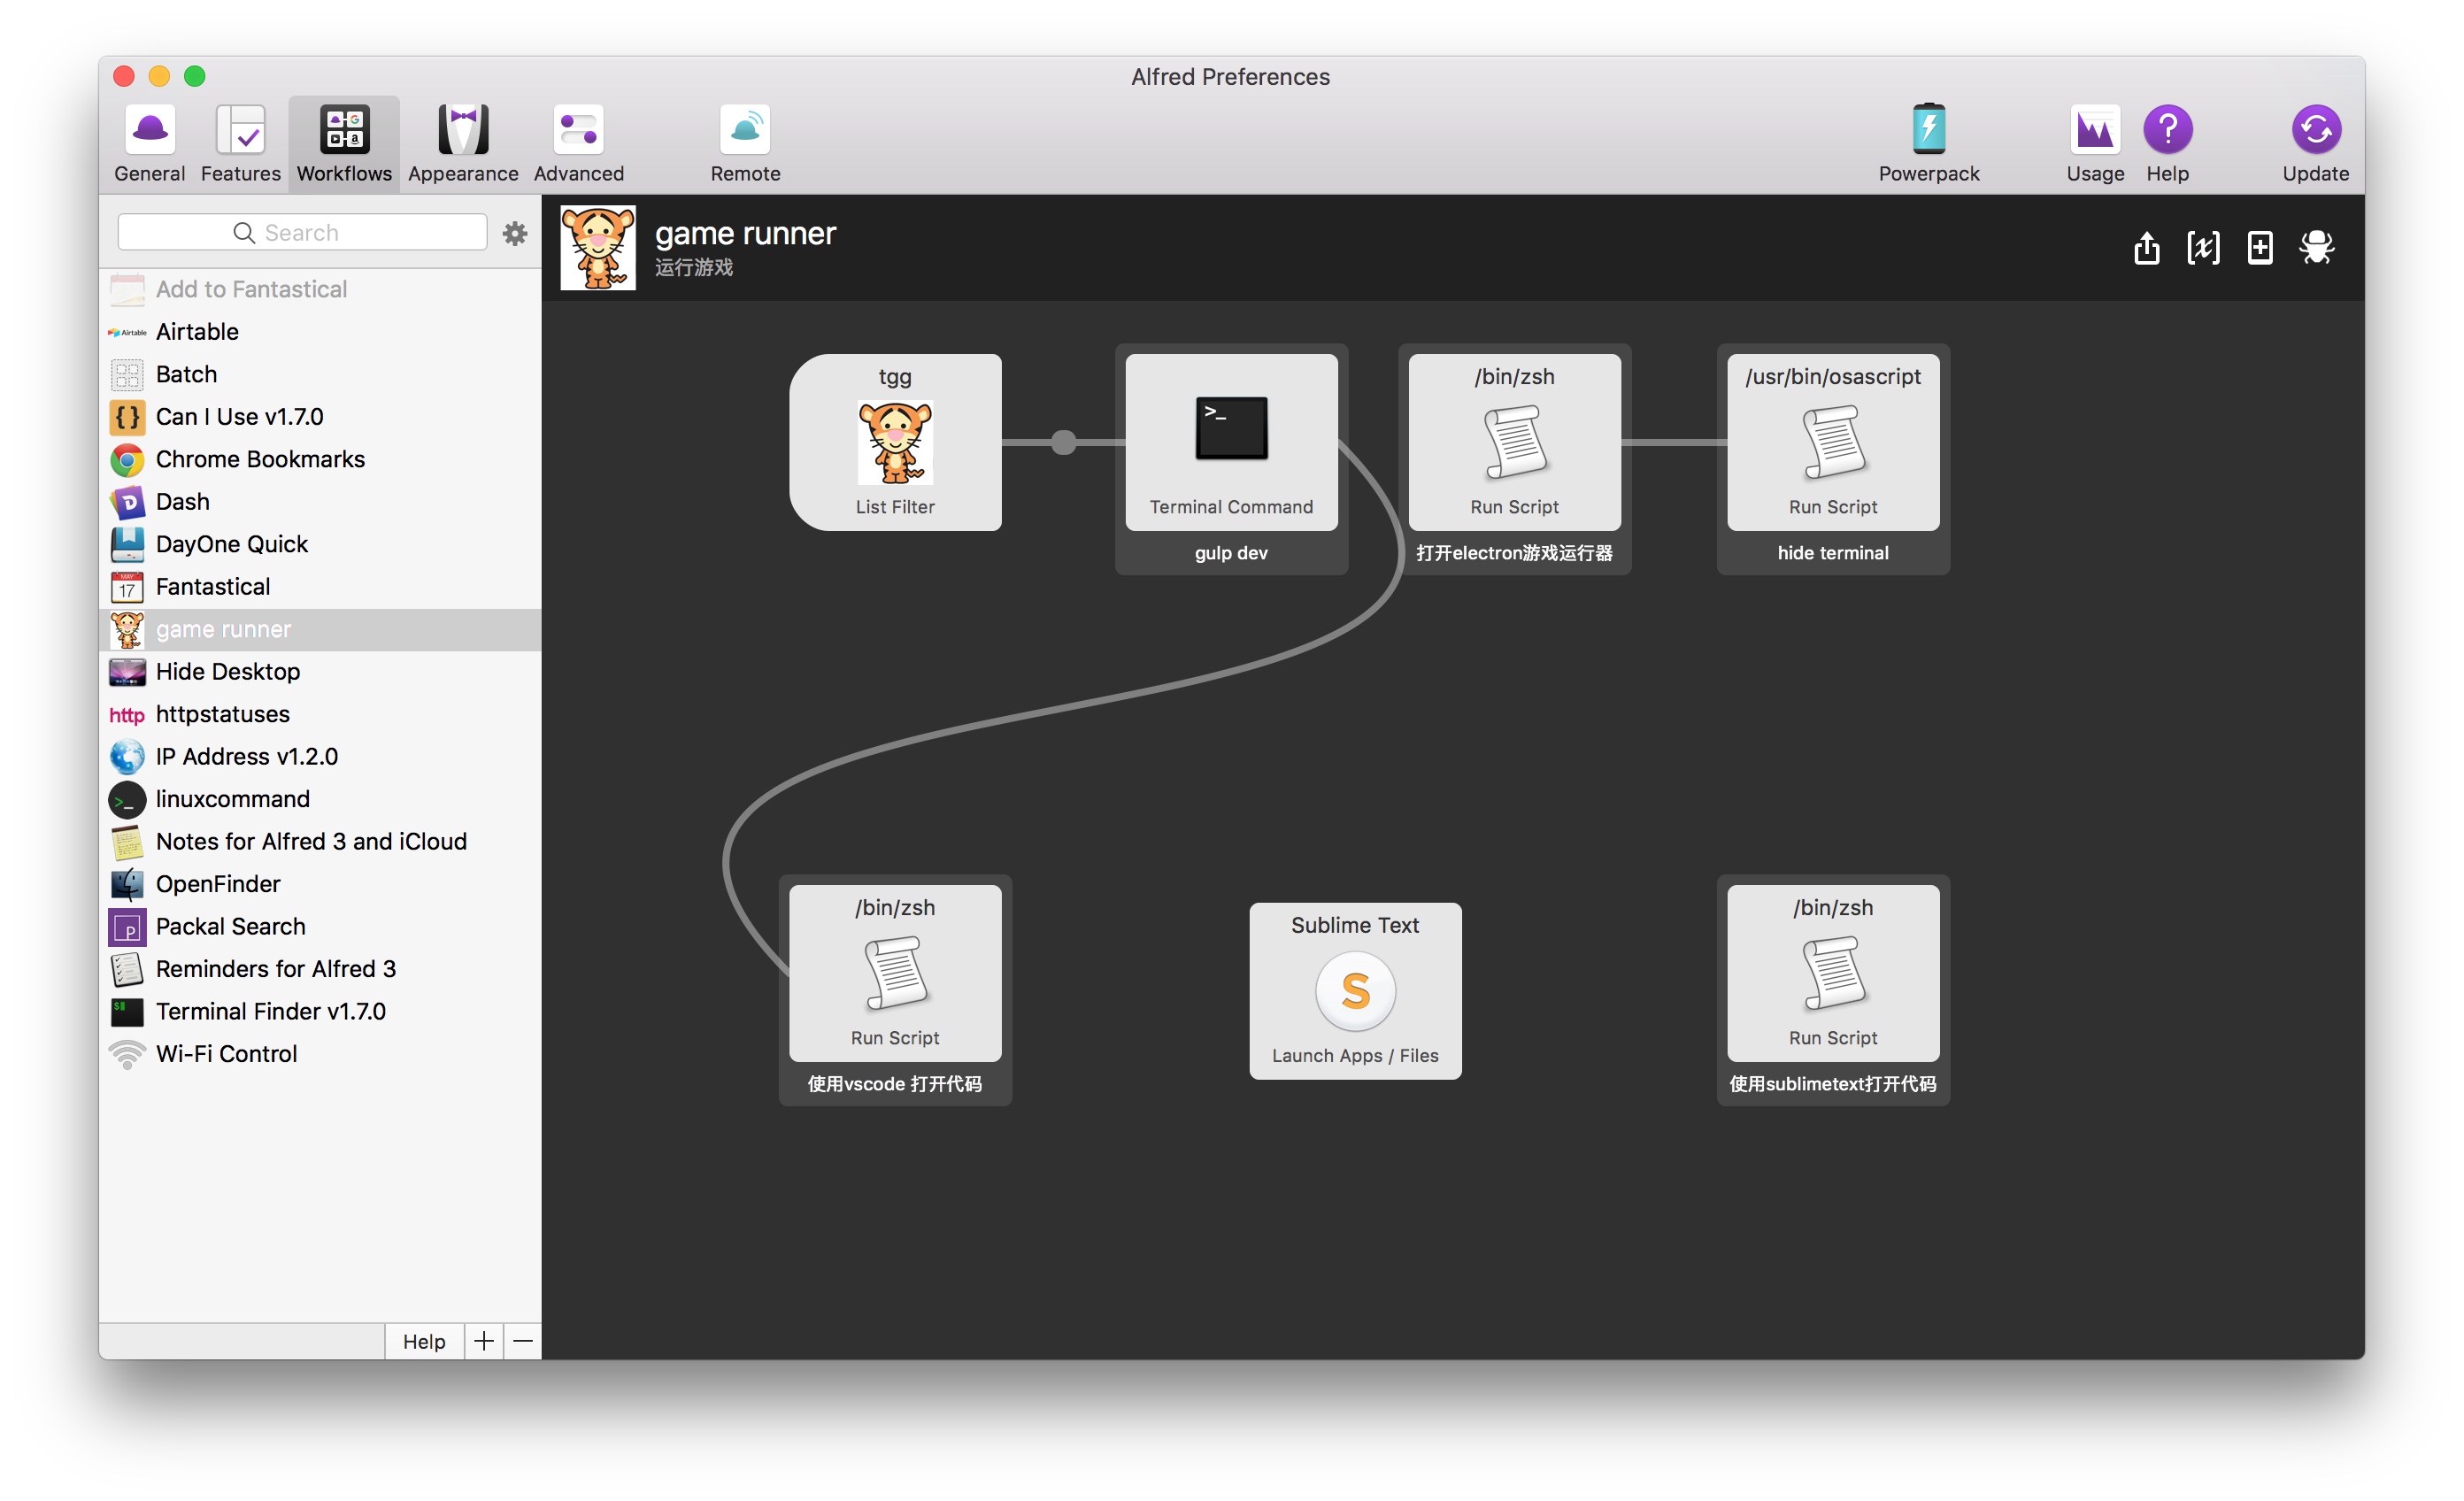 Alfred Preferences
General
Features
Workflows
Appearance
Advanced
Remote
Powerpack
Usage
Help
Update
Search
Add to Fantastical
Airtable
Airtable
Batch
Can I Use v1.7.0
Chrome Bookmarks
Dash
DayOne Quick
MAY
17
Fantastical
game runner
Hide Desktop
http
httpstatuses
IP Address v1.2.0
linuxcommand
Notes for Alfred 3 and iCloud
OpenFinder
Packal Search
Reminders for Alfred 3
Terminal Finder v1.7.0
Wi-Fi Control
Help
game runner
运行游戏
tgg
List Filter
>_
Terminal Command
gulp dev
/bin/zsh
Run Script
打开electron游戏运行器
/usr/bin/osascript
Run Script
hide terminal
/bin/zsh
Run Script
使用vscode 打开代码
Sublime Text
S
Launch Apps / Files
/bin/zsh
Run Script
使用sublimetext打开代码